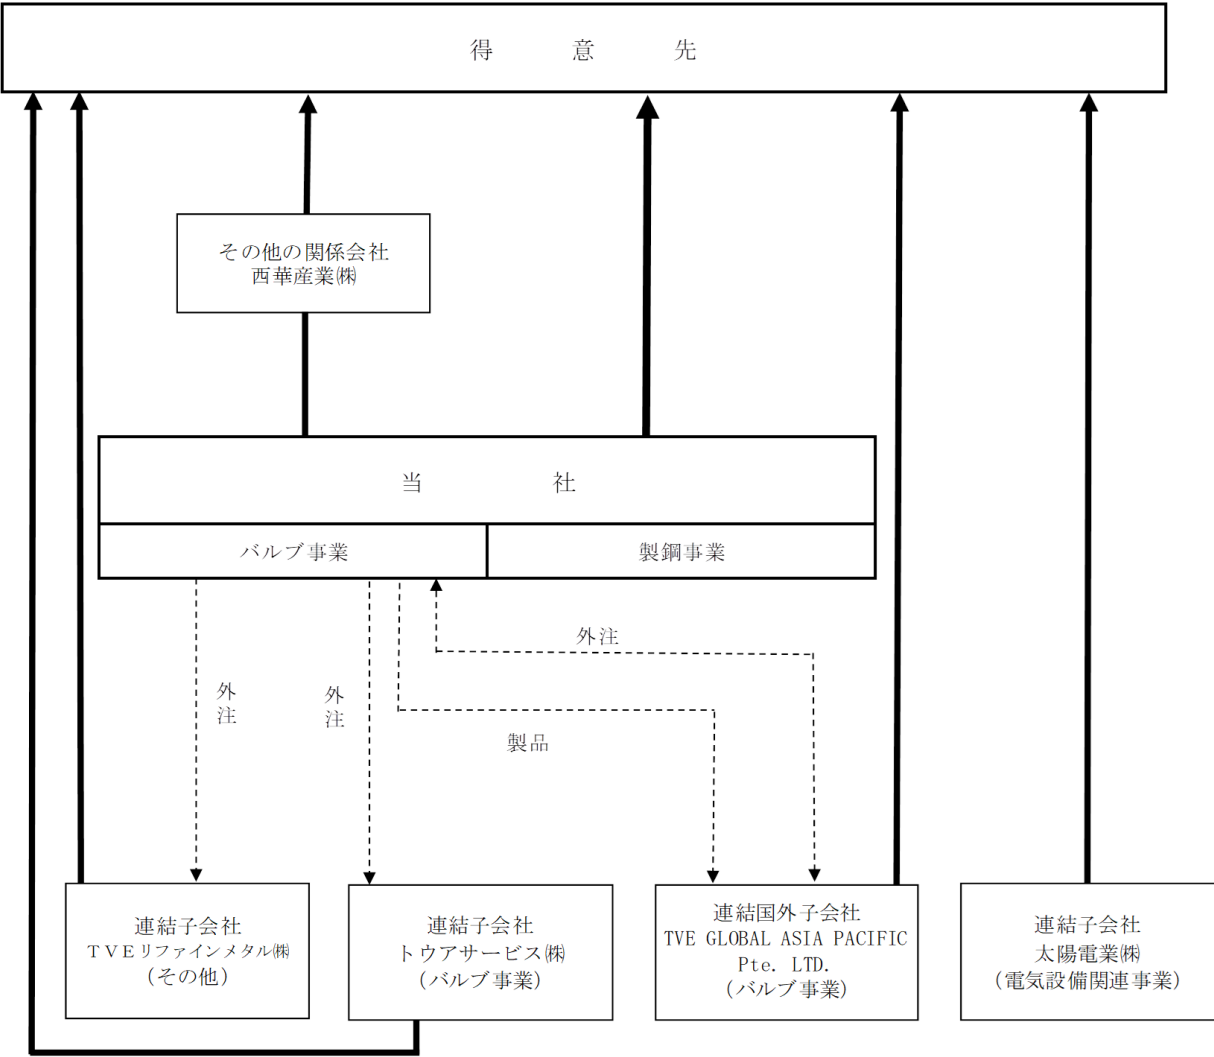 得意先
その他の関係会社
西華産業㈱
当社
バルブ事業
製鋼事業
外注
外注
外注
製品
連結子会社
ＴＶＥリファインメタル㈱
（その他）
連結子会社
トウアサービス㈱
（バルブ事業）
連結国外子会社
TVE GLOBAL ASIA PACIFIC
Pte. LTD.
（バルブ事業）
連結子会社
太陽電業㈱
（電気設備関連事業）